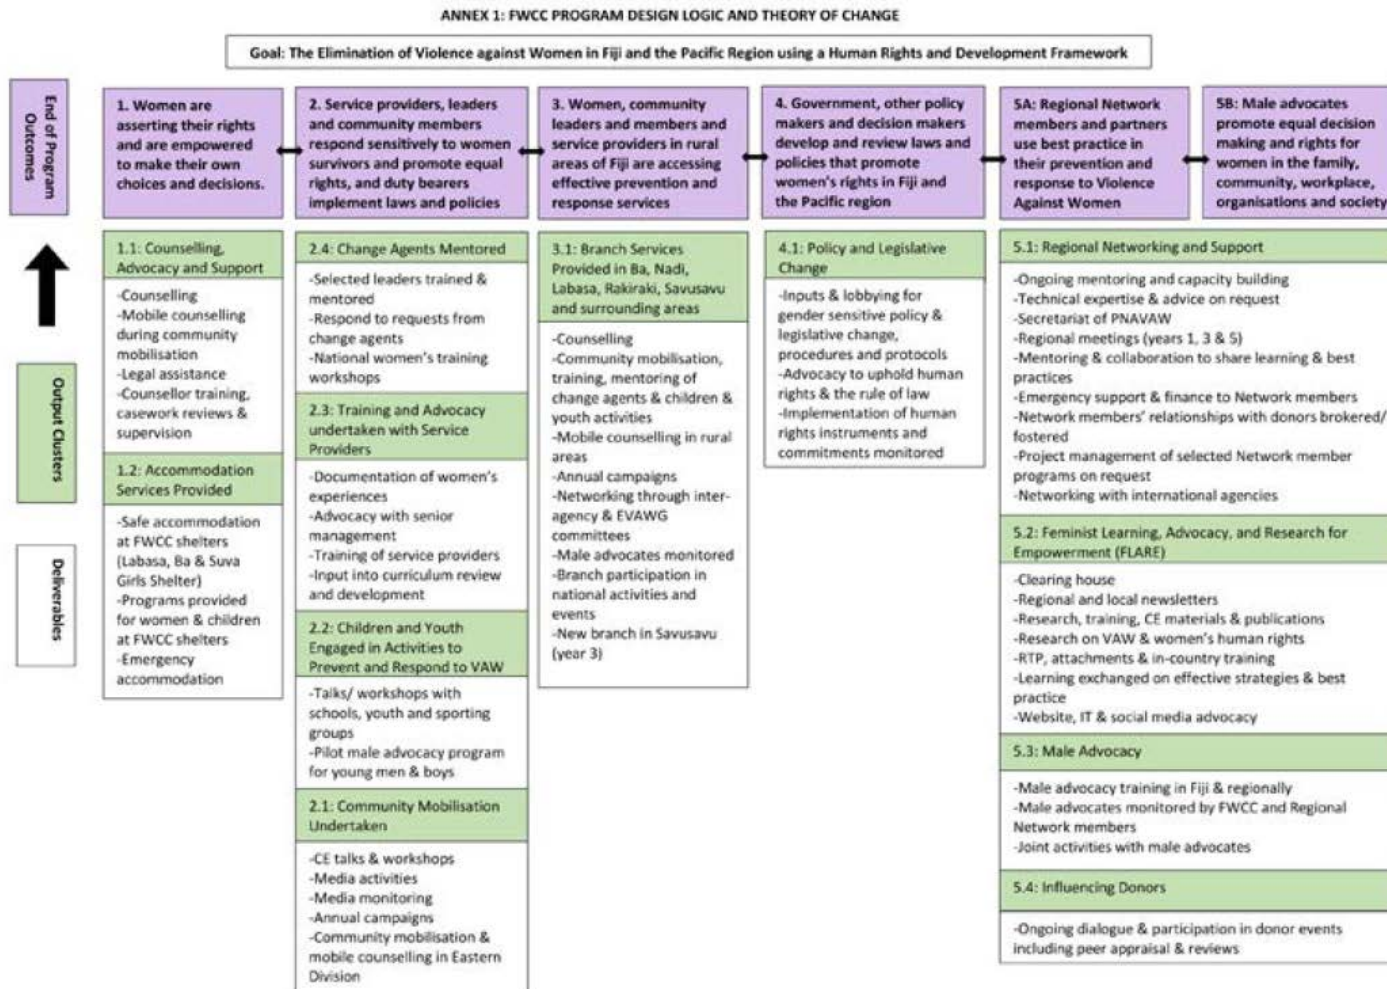 ANNEX 1: FWCC PROGRAM DESIGN LOGIC AND THEORY OF CHANGE
Goal: The Elimination of Violence against Women in Fiji and the Pacific Region using a Human Rights and Development Framework
End of Program
Outcomes
1. Women are
asserting their rights
and are empowered
to make their own
choices and decisions.
2. Service providers, leaders
and community members
respond sensitively to women
survivors and promote equal
rights, and duty bearers
implement laws and policies
3. Women, community
leaders and members and
service providers in rural
areas of Fiji are accessing
effective prevention and
response services
4. Government, other policy
makers and decision makers
develop and review laws and
policies that promote
women's rights in Fiji and
the Pacific region
5A: Regional Network
members and partners
use best practice in
their prevention and
response to Violence
Against Women
5B: Male advocates
promote equal decision
making and rights for
women in the family,
community, workplace,
organisations and society
Output Clusters
Deliverables
1.1: Counselling,
Advocacy and Support
-Counselling
-Mobile counselling
during community
mobilisation
-Legal assistance
-Counsellor training,
casework reviews &
supervision
1.2: Accommodation
Services Provided
-Safe accommodation
at FWCC shelters
(Labasa, Ba & Suva
Girls Shelter)
-Programs provided
for women & children
at FWCC shelters
-Emergency
accommodation
2.4: Change Agents Mentored
-Selected leaders trained &
mentored
-Respond to requests from
change agents
-National women's training
workshops
2.3: Training and Advocacy
undertaken with Service
Providers
-Documentation of women's
experiences
-Advocacy with senior
management
-Training of service providers
-Input into curriculum review
and development
2.2: Children and Youth
Engaged in Activities to
Prevent and Respond to VAW
-Talks/ workshops with
schools, youth and sporting
groups
-Pilot male advocacy program
for young men & boys
2.1: Community Mobilisation
Undertaken
-CE talks & workshops
-Media activities
-Media monitoring
-Annual campaigns
-Community mobilisation &
mobile counselling in Eastern
Division
3.1: Branch Services
Provided in Ba, Nadi,
Labasa, Rakiraki, Savusavu
and surrounding areas
-Counselling
-Community mobilisation,
training, mentoring of
change agents & children &
youth activities
-Mobile counselling in rural
areas
-Annual campaigns
-Networking through inter-
agency & EVAWG
committees
-Male advocates monitored
-Branch participation in
national activities and
events
-New branch in Savusavu
(year 3)
4.1: Policy and Legislative
Change
-Inputs & lobbying for
gender sensitive policy &
legislative change,
procedures and protocols
-Advocacy to uphold human
rights & the rule of law
-Implementation of human
rights instruments and
commitments monitored
5.1: Regional Networking and Support
-Ongoing mentoring and capacity building
-Technical expertise & advice on request
-Secretariat of PNAVAW
-Regional meetings (years 1, 3 & 5)
-Mentoring & collaboration to share learning & best
practices
-Emergency support & finance to Network members
-Network members' relationships with donors brokered/
fostered
-Project management of selected Network member
programs on request
-Networking with international agencies
5.2: Feminist Learning, Advocacy, and Research for
Empowerment (FLARE)
-Clearing house
-Regional and local newsletters
-Research, training, CE materials & publications
-Research on VAW & women's human rights
-RTP, attachments & in-country training
-Learning exchanged on effective strategies & best
practice
-Website, IT & social media advocacy
5.3: Male Advocacy
-Male advocacy training in Fiji & regionally
-Male advocates monitored by FWCC and Regional
Network members
-Joint activities with male advocates
5.4: Influencing Donors
-Ongoing dialogue & participation in donor events
including peer appraisal & reviews